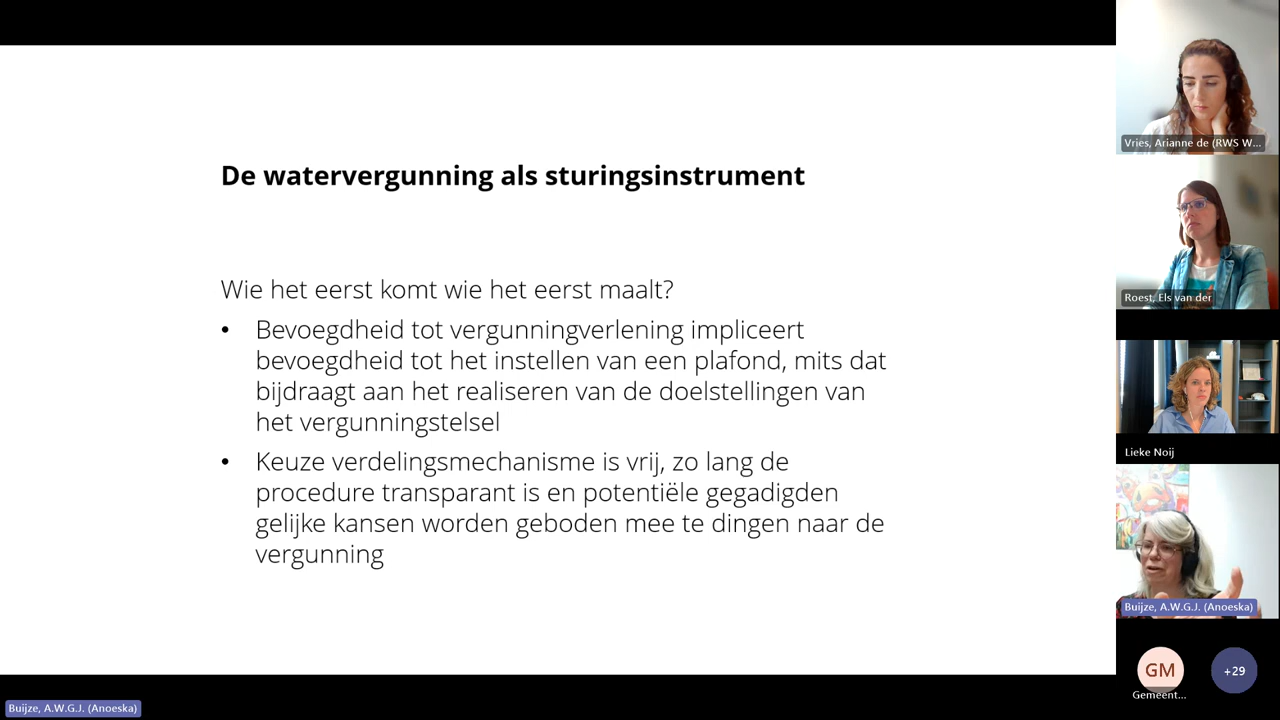 De watervergunning als sturingsinstrument
Wie het eerst komt wie het eerst maalt?
• Bevoegdheid tot vergunningverlening impliceert
bevoegdheid tot het instellen van een plafond, mits dat
bijdraagt aan het realiseren van de doelstellingen van
het vergunningstelsel
• Keuze verdelingsmechanisme is vrij, zo lang de
procedure transparant is en potentiële gegadigden
gelijke kansen worden geboden mee te dingen naar de
vergunning
Vries, Arianne de (RWS W...
Roest, Els van der
Lieke Noij
Buijze, A.W.G.J. (Anoeska)
GM
Gemeent...
+29
Buijze, A.W.G.J. (Anoeska)